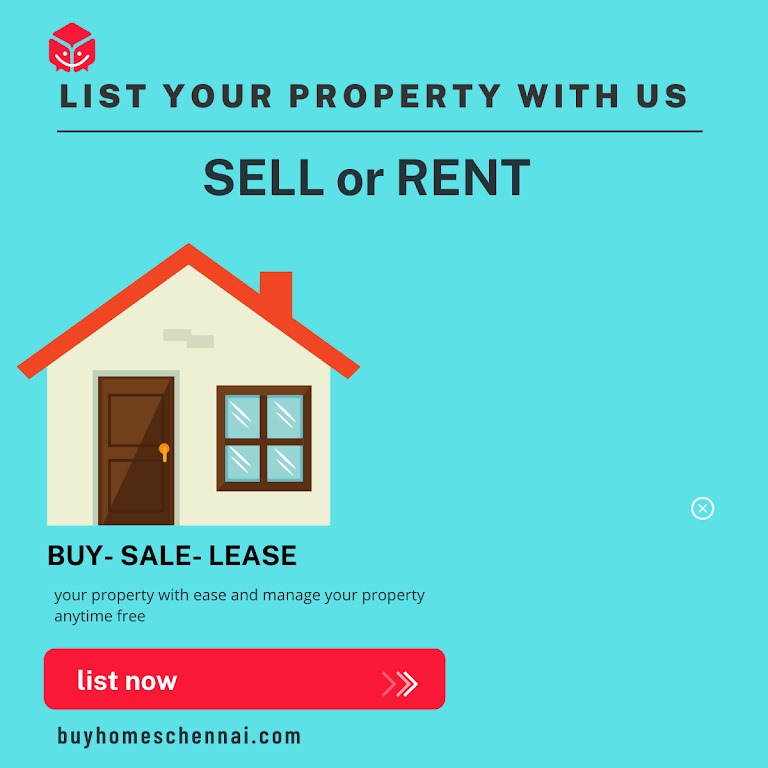 LIST YOUR PROPERTY WITH US
SELL or RENT
BUY- SALE- LEASE
your property with ease and manage your property
anytime free
list now
buyhomeschennai.com